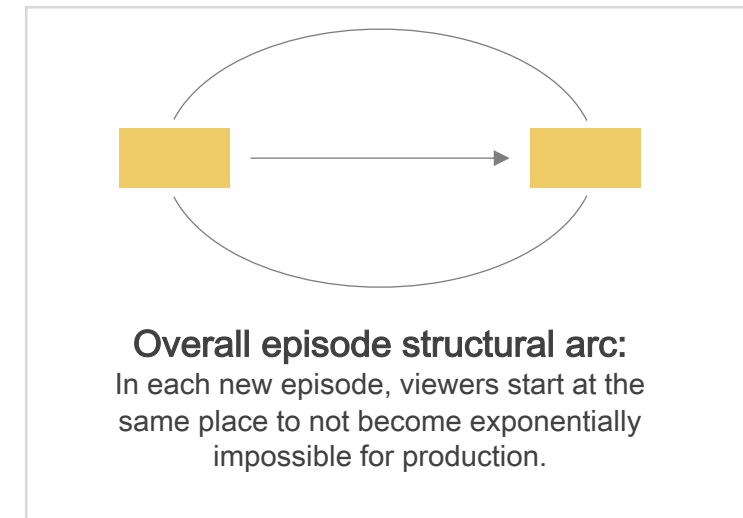 Overall episode structural arc:
In each new episode, viewers start at the
same place to not become exponentially
impossible for production.